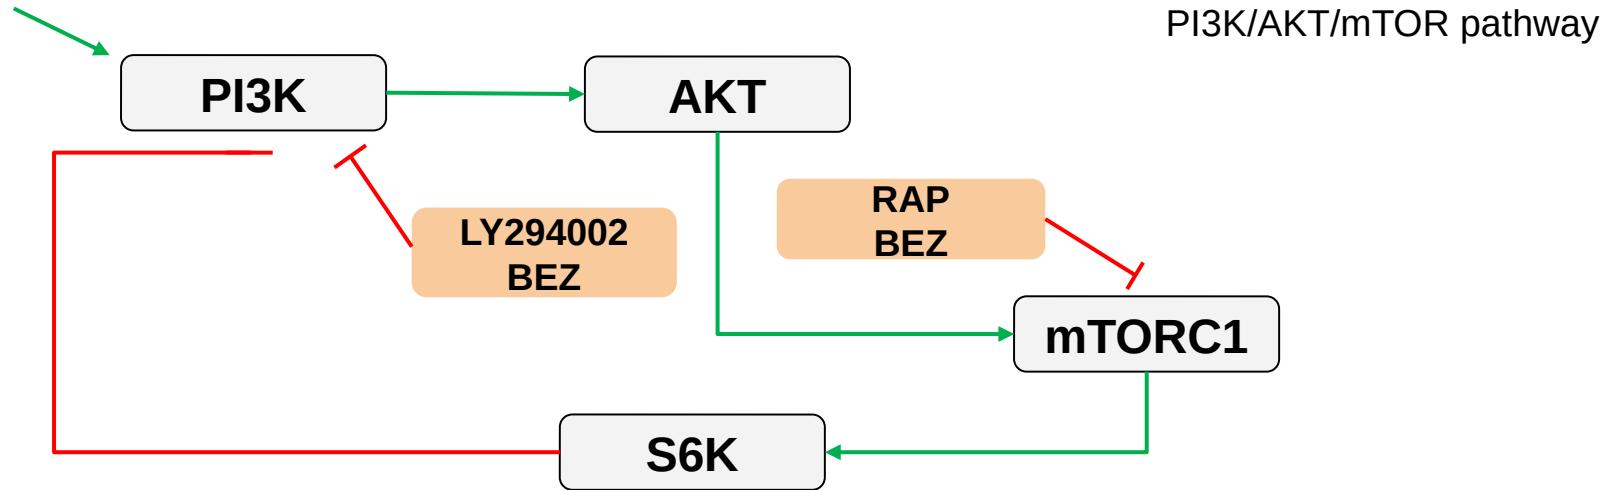 PI3K/AKT/mTOR pathway
PI3K
AKT
RAP
BEZ
LY294002
BEZ
mTORC1
S6K